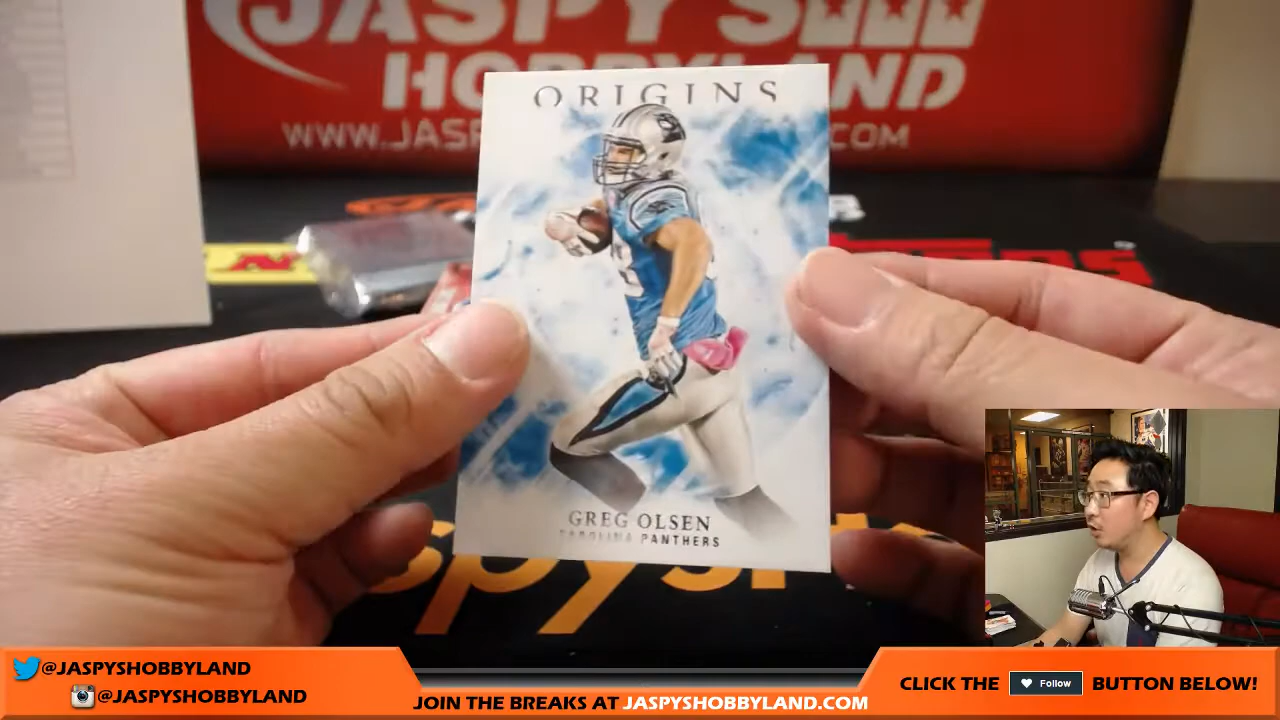 JASPY'S
HOBBYLAND
ORIGINS
GREG OLSEN
CAROLINA PANTHERS
@JASPYSHOBBYLAND
@JASPYSHOBBYLAND
JOIN THE BREAKS AT JASPYSHOBBYLAND.COM
CLICK THE Follow BUTTON BELOW!